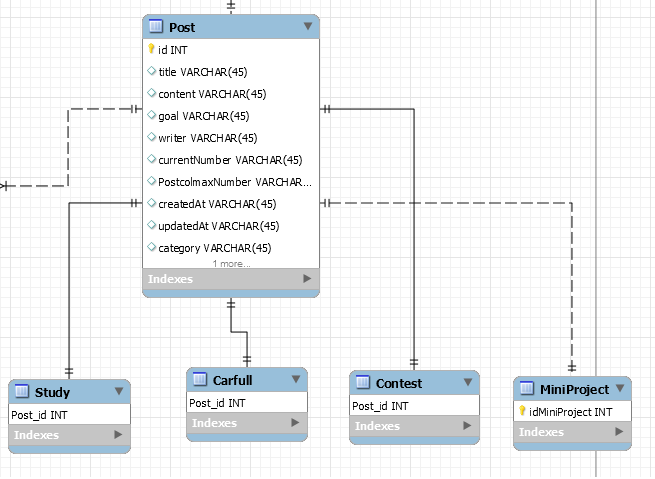 Post
id INT
title VARCHAR(45)
content VARCHAR(45)
goal VARCHAR(45)
writer VARCHAR(45)
currentNumber VARCHAR(45)
PostcolmaxNumber VARCHAR...
createdAt VARCHAR(45)
updatedAt VARCHAR(45)
category VARCHAR(45)
1 more...
Indexes
Study
Post_id INT
Indexes
Carfull
Post_id INT
Indexes
Contest
Post_id INT
Indexes
MiniProject
idMiniProject INT
Indexes